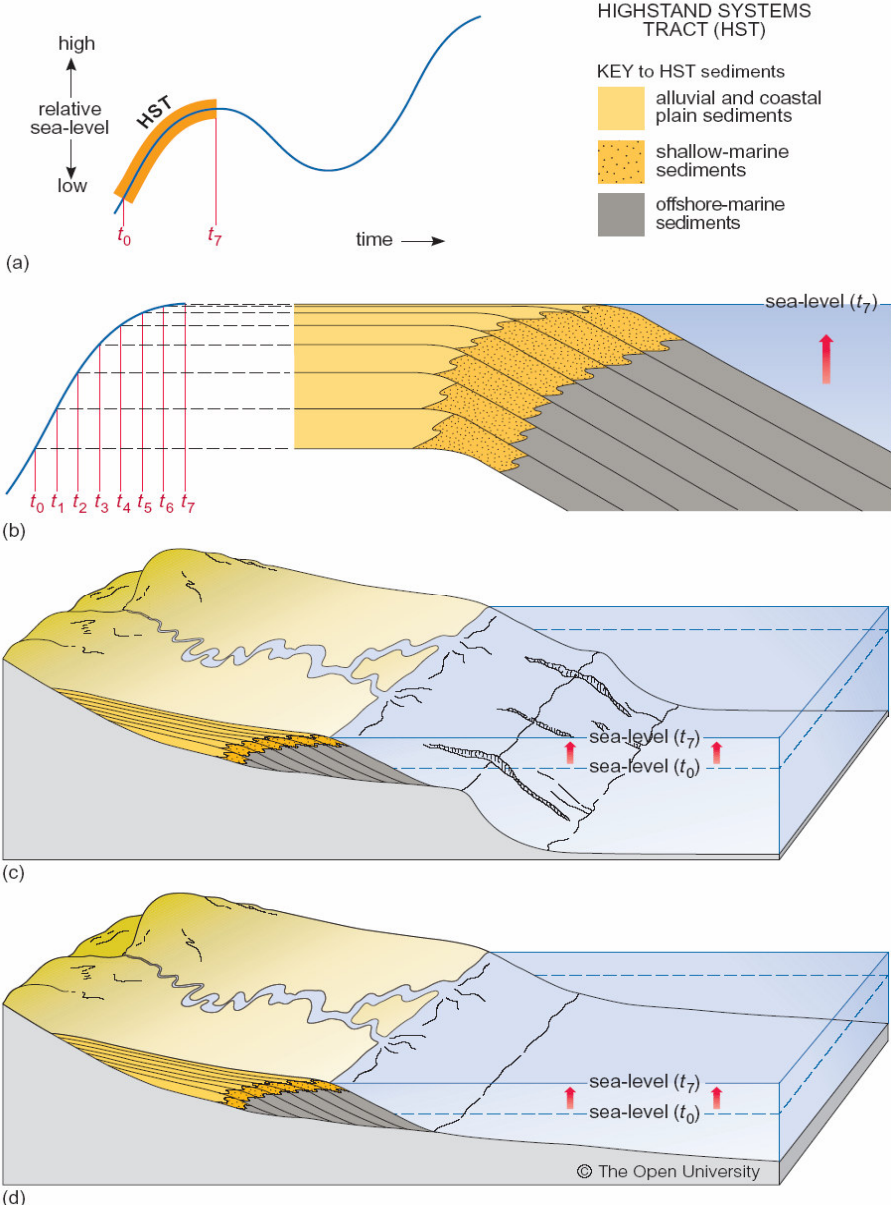 HIGHSTAND SYSTEMS
TRACT (HST)
KEY to HST sediments
alluvial and coastal
plain sediments
shallow-marine
sediments
offshore-marine
sediments
high
relative
sea-level
low
HST
t0
t7
time
(a)
sea-level (t7)
t0 t1 t2 t3 t4 t5 t6 t7
(b)
sea-level (t7)
sea-level (t0)
(c)
sea-level (t7)
sea-level (t0)
© The Open University
(d)